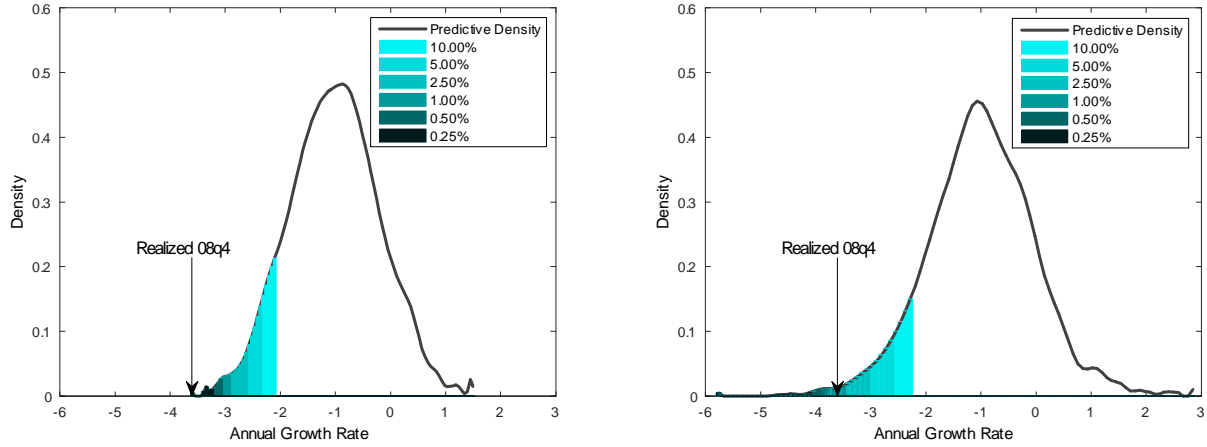 0.6
0.5
0.4
0.3
0.2
0.1
0
Density
-6 -5 -4 -3 -2 -1 0 1 2 3
Annual Growth Rate
Realized 08q4
Predictive Density
10.00%
5.00%
2.50%
1.00%
0.50%
0.25%
0.6
0.5
0.4
0.3
0.2
0.1
0
Density
-6 -5 -4 -3 -2 -1 0 1 2 3
Annual Growth Rate
Realized 08q4
Predictive Density
10.00%
5.00%
2.50%
1.00%
0.50%
0.25%